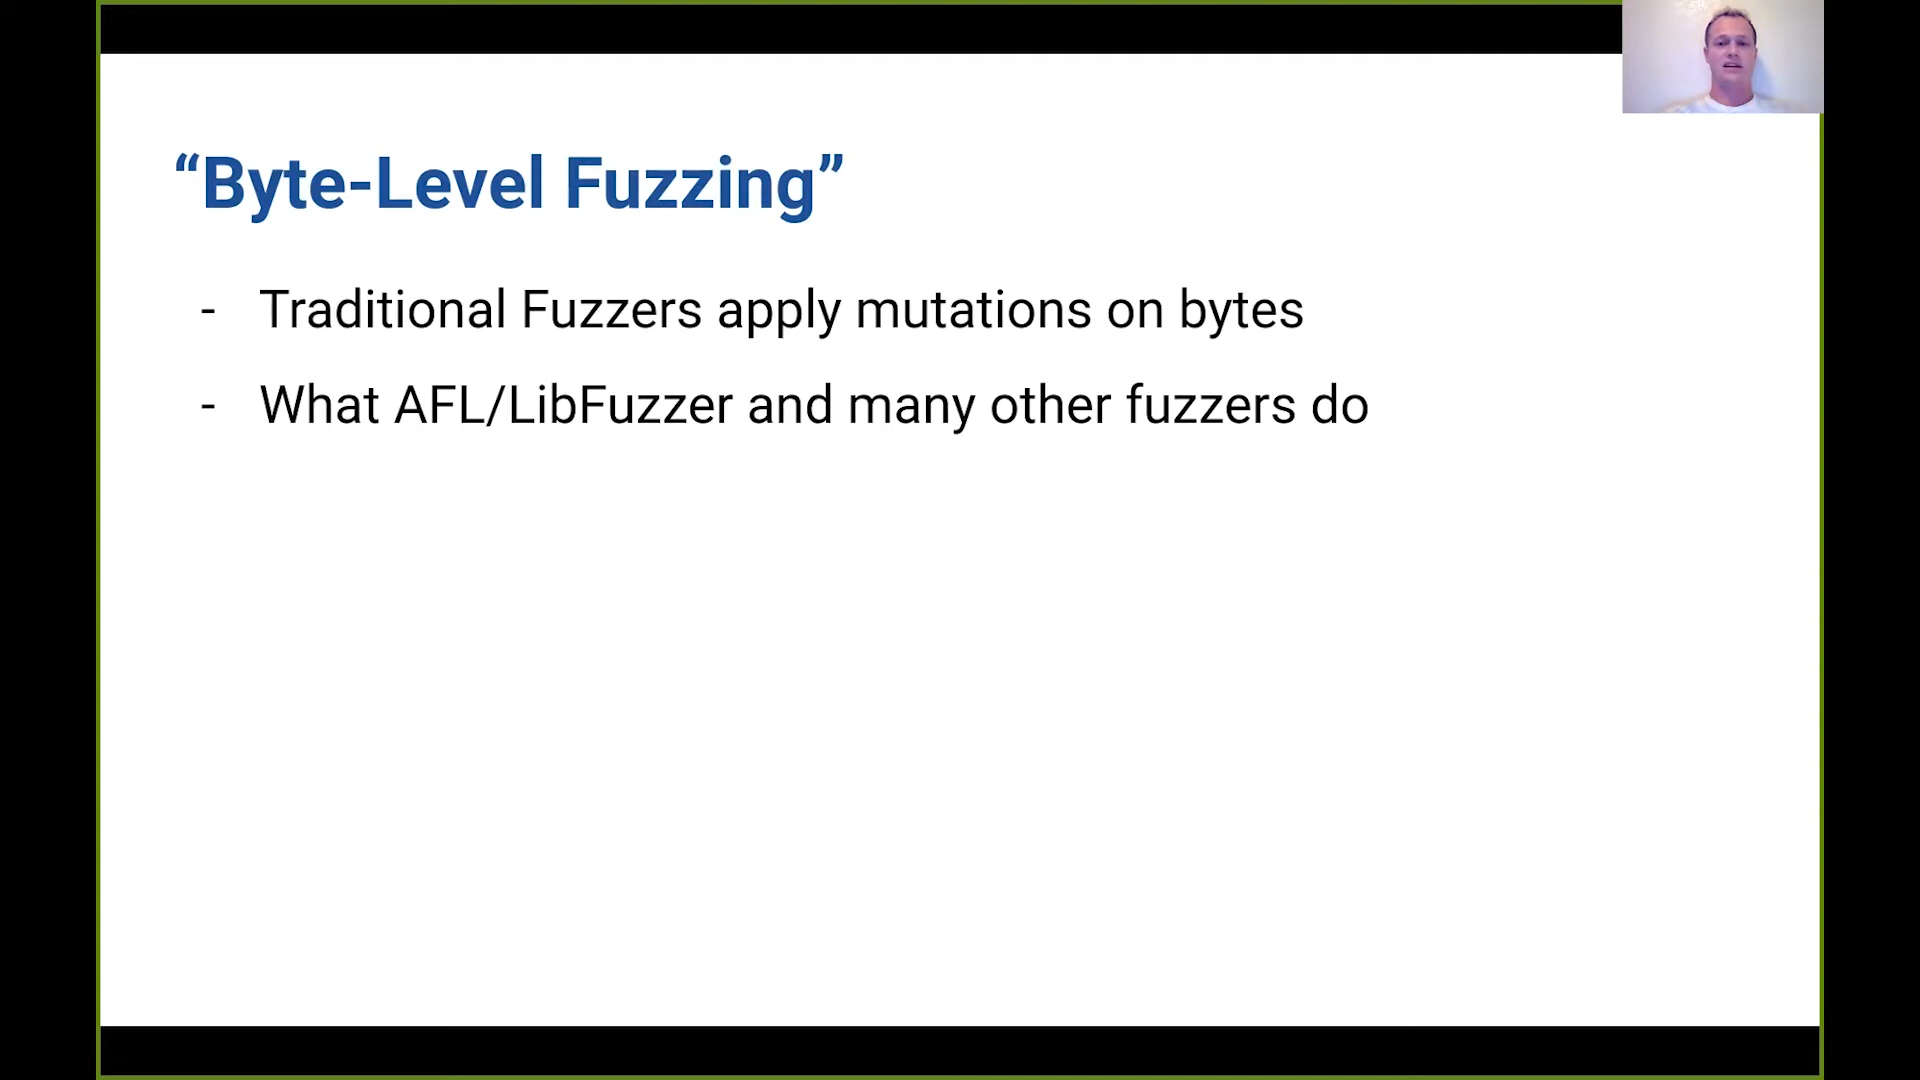 “Byte-Level Fuzzing”
- Traditional Fuzzers apply mutations on bytes
- What AFL/LibFuzzer and many other fuzzers do